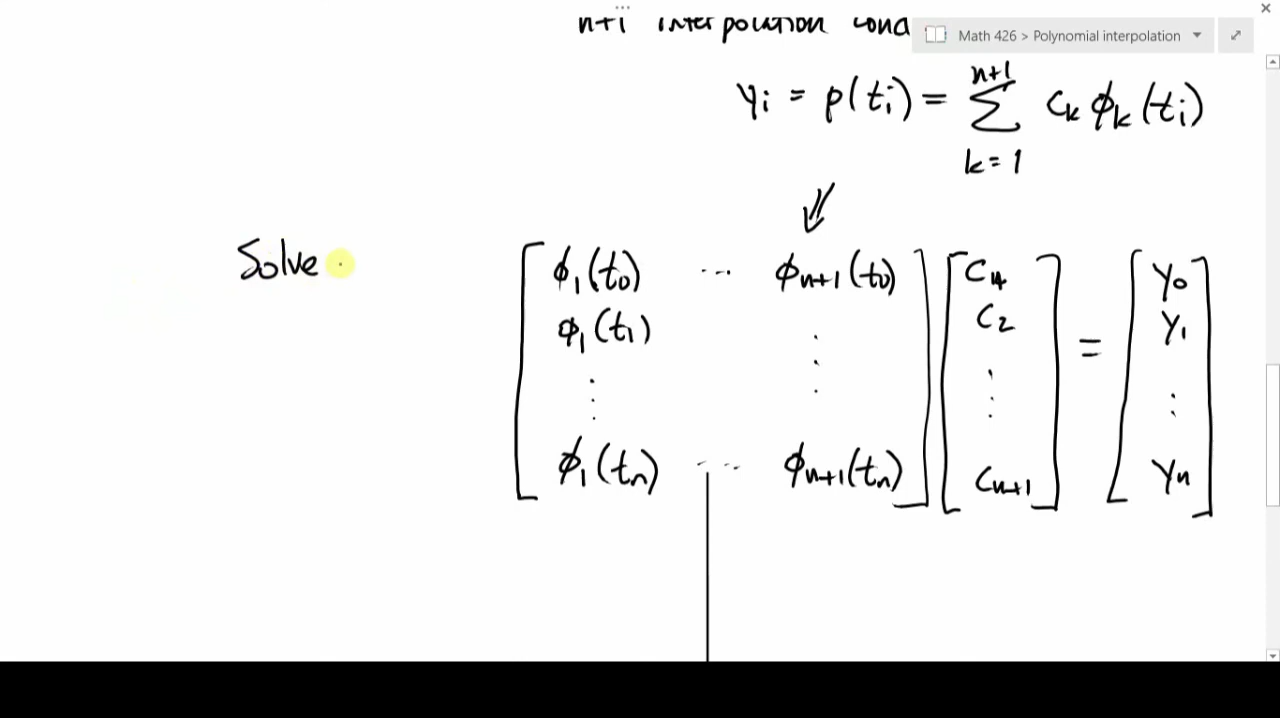 n+1 interpolation cond
Math 426 > Polynomial interpolation
yi = p(ti) = n+1 ∑ k=1 ck ϕk(ti)
⇓
Solve
[ϕ1(t0) ... ϕn+1(t0)] [c1] [y0]
ϕ1(t1) ⋮ c2 = y1
⋮ ⋮ ⋮
ϕ1(tn) ... ϕn+1(tn) cn+1 yn